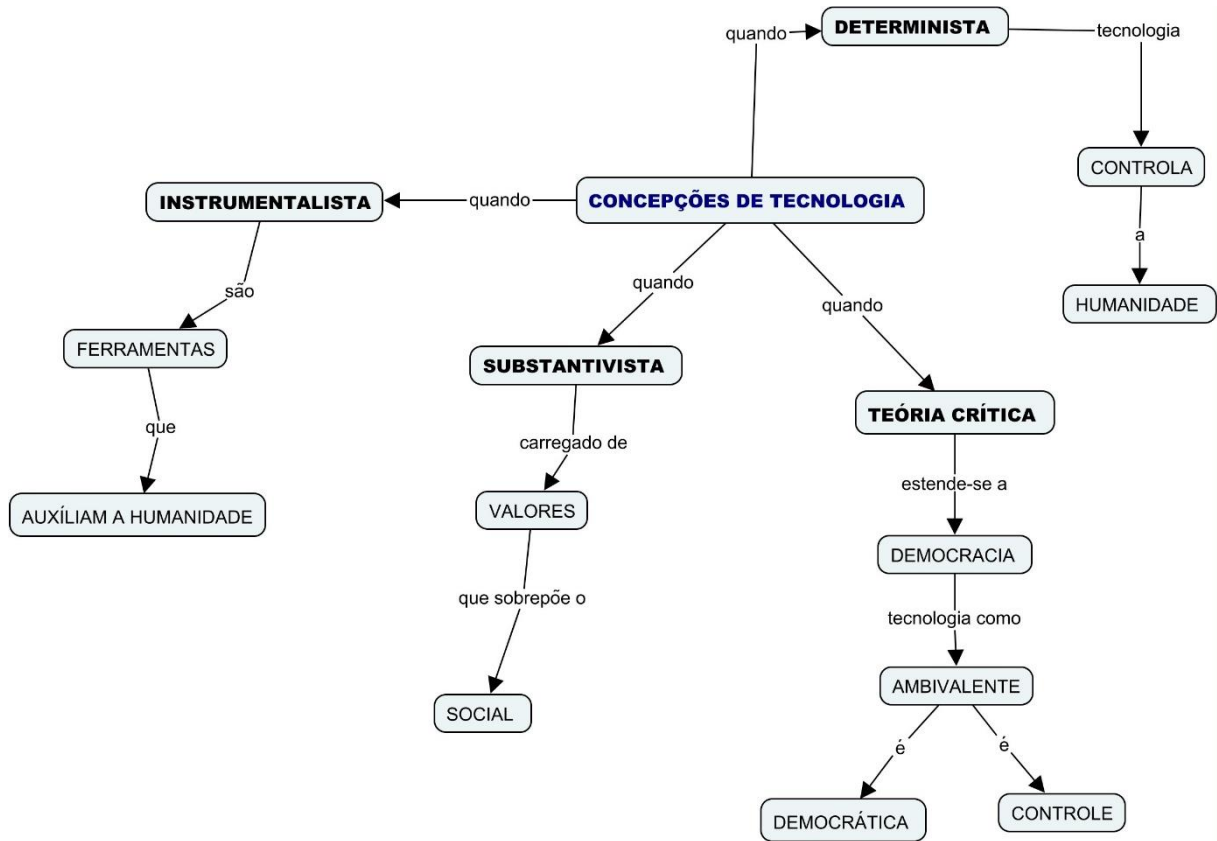 quando
DETERMINISTA
tecnologia
CONTROLA
a
HUMANIDADE
CONCEPÇÕES DE TECNOLOGIA
quando
INSTRUMENTALISTA
são
FERRAMENTAS
que
AUXÍLIAM A HUMANIDADE
quando
SUBSTANTIVISTA
carregado de
VALORES
que sobrepõe o
SOCIAL
quando
TEÓRIA CRÍTICA
estende-se a
DEMOCRACIA
tecnologia como
AMBIVALENTE
é
é
DEMOCRÁTICA
CONTROLE